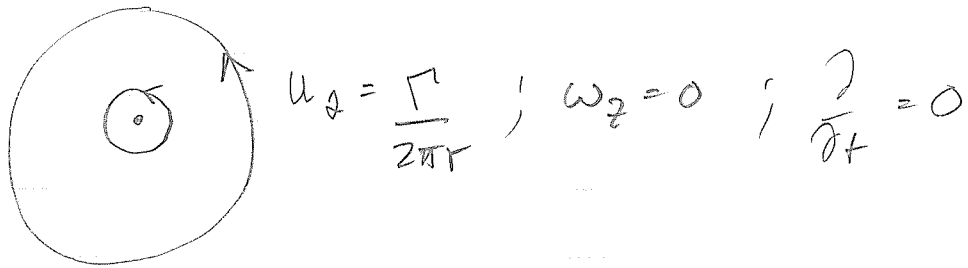 u_θ = Γ/2πr ; ω_z = 0 ; ∂/∂t = 0